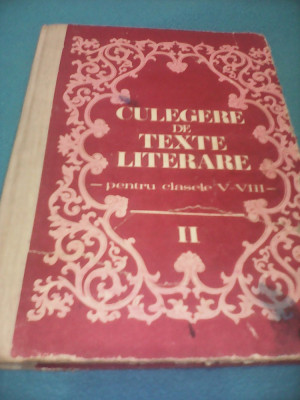 CULEGERE
DE
TEXTE
LITERARE
– pentru clasele V-VIII –
II